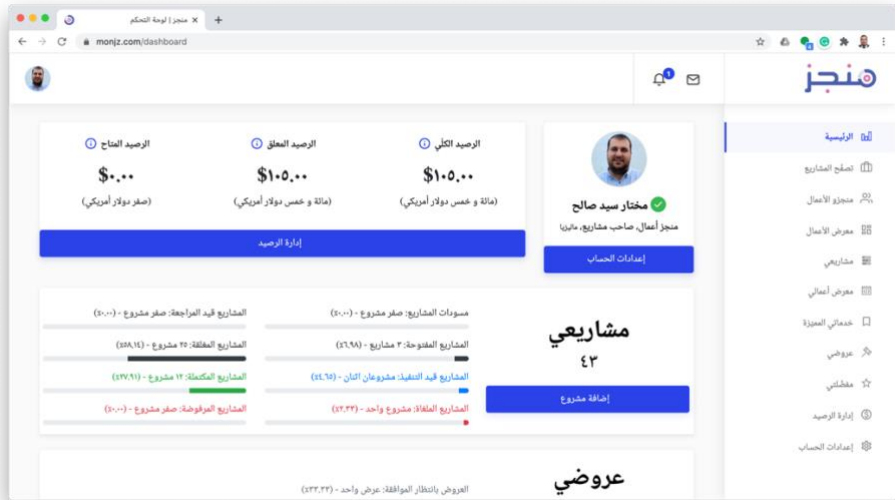 منجز | لوحة التحكم
monjz.com/dashboard
منجز
1
الرئيسية
تصفّح المشاريع
منجزو الأعمال
معرض الأعمال
مشاريعي
معرض أعمالي
خدماتي المميزة
عروضي
مفضّلتي
إدارة الرصيد
إعدادات الحساب
مختار سيد صالح
منجز أعمال، صاحب مشاريع، ماليزيا
إعدادات الحساب
الرصيد الكلّي
$١٠٥,٠٠
(مائة و خمس دولار أمريكي)
الرصيد المعلق
$١٠٥,٠٠
(مائة و خمس دولار أمريكي)
الرصيد المتاح
$٠,٠٠
(صفر دولار أمريكي)
إدارة الرصيد
مشاريعي
٤٣
إضافة مشروع
مسودات المشاريع: صفر مشروع - (٠,٠٠٪)
المشاريع قيد المراجعة: صفر مشروع - (٠,٠٠٪)
المشاريع المفتوحة: ٣ مشاريع - (٦,٩٨٪)
المشاريع المغلقة: ٢٥ مشروع - (٥٨,١٤٪)
المشاريع قيد التنفيذ: مشروعان اثنان - (٤,٦٥٪)
المشاريع المكتملة: ١٢ مشروع - (٢٧,٩١٪)
المشاريع الملغاة: مشروع واحد - (٢,٣٣٪)
المشاريع المرفوضة: صفر مشروع - (٠,٠٠٪)
عروضي
العروض بانتظار الموافقة: عرض واحد - (٣٣,٣٣٪)